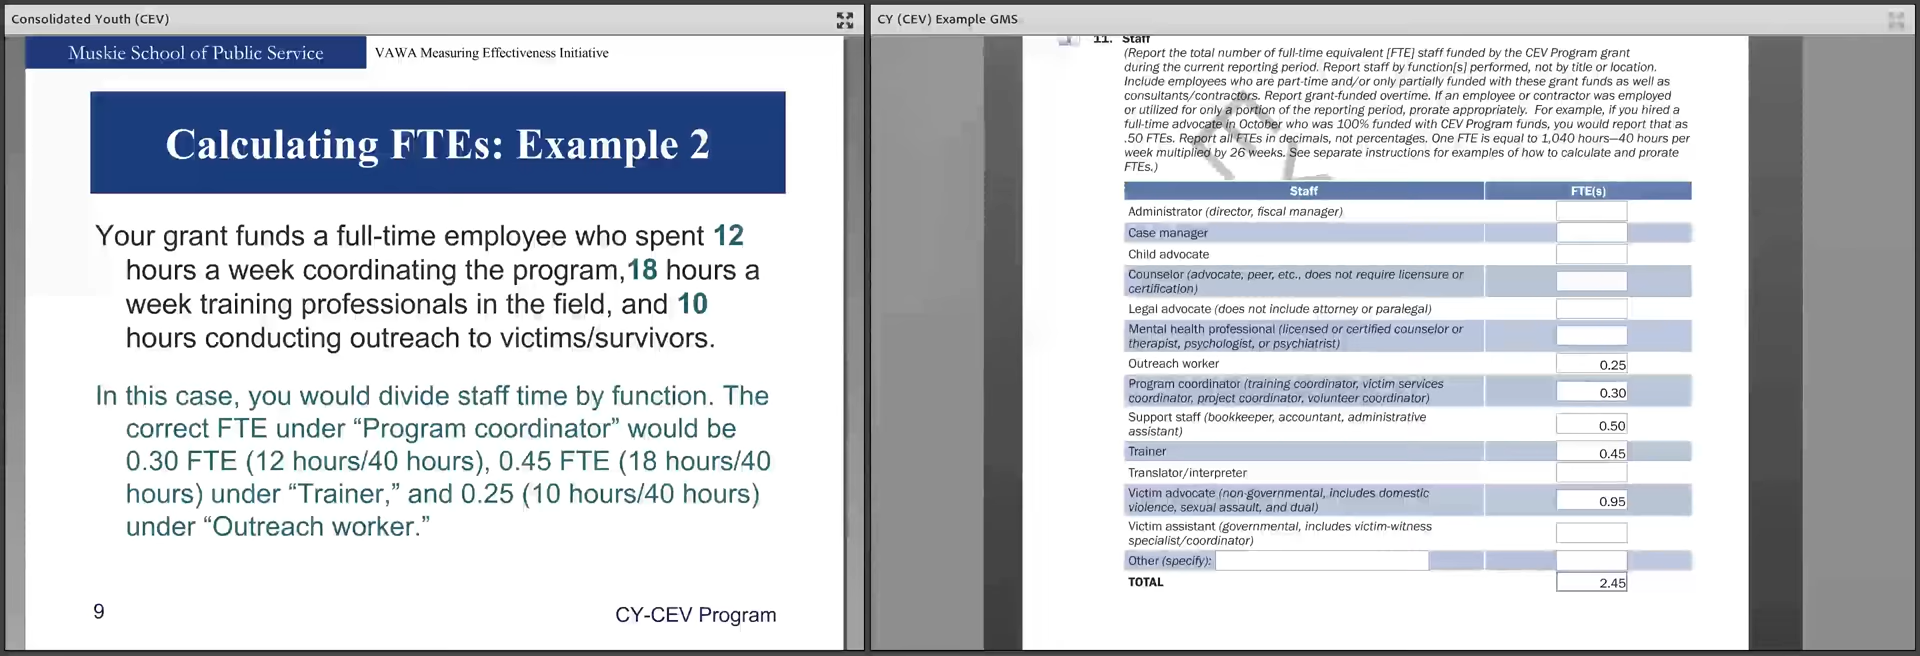 Consolidated Youth (CEV)
Muskie School of Public Service
VAWA Measuring Effectiveness Initiative
Calculating FTEs: Example 2
Your grant funds a full-time employee who spent 12
hours a week coordinating the program,18 hours a
week training professionals in the field, and 10
hours conducting outreach to victims/survivors.
In this case, you would divide staff time by function. The
correct FTE under “Program coordinator” would be
0.30 FTE (12 hours/40 hours), 0.45 FTE (18 hours/40
hours) under “Trainer,” and 0.25 (10 hours/40 hours)
under “Outreach worker.”
9
CY-CEV Program
CY (CEV) Example GMS
11. Staff
(Report the total number of full-time equivalent [FTE] staff funded by the CEV Program grant
during the current reporting period. Report staff by function[s] performed, not by title or location.
Include employees who are part-time and/or only partially funded with these grant funds as well as
consultants/contractors. Report grant-funded overtime. If an employee or contractor was employed
or utilized for only a portion of the reporting period, prorate appropriately. For example, if you hired a
full-time advocate in October who was 100% funded with CEV Program funds, you would report that as
.50 FTEs. Report all FTEs in decimals, not percentages. One FTE is equal to 1,040 hours—40 hours per
week multiplied by 26 weeks. See separate instructions for examples of how to calculate and prorate
FTEs.)
Staff FTE(s)
Administrator (director, fiscal manager)
Case manager
Child advocate
Counselor (advocate, peer, etc., does not require licensure or
certification)
Legal advocate (does not include attorney or paralegal)
Mental health professional (licensed or certified counselor or
therapist, psychologist, or psychiatrist)
Outreach worker 0.25
Program coordinator (training coordinator, victim services
coordinator, project coordinator, volunteer coordinator) 0.30
Support staff (bookkeeper, accountant, administrative
assistant) 0.50
Trainer 0.45
Translator/interpreter
Victim advocate (non-governmental, includes domestic
violence, sexual assault, and dual) 0.95
Victim assistant (governmental, includes victim-witness
specialist/coordinator)
Other (specify):
TOTAL 2.45